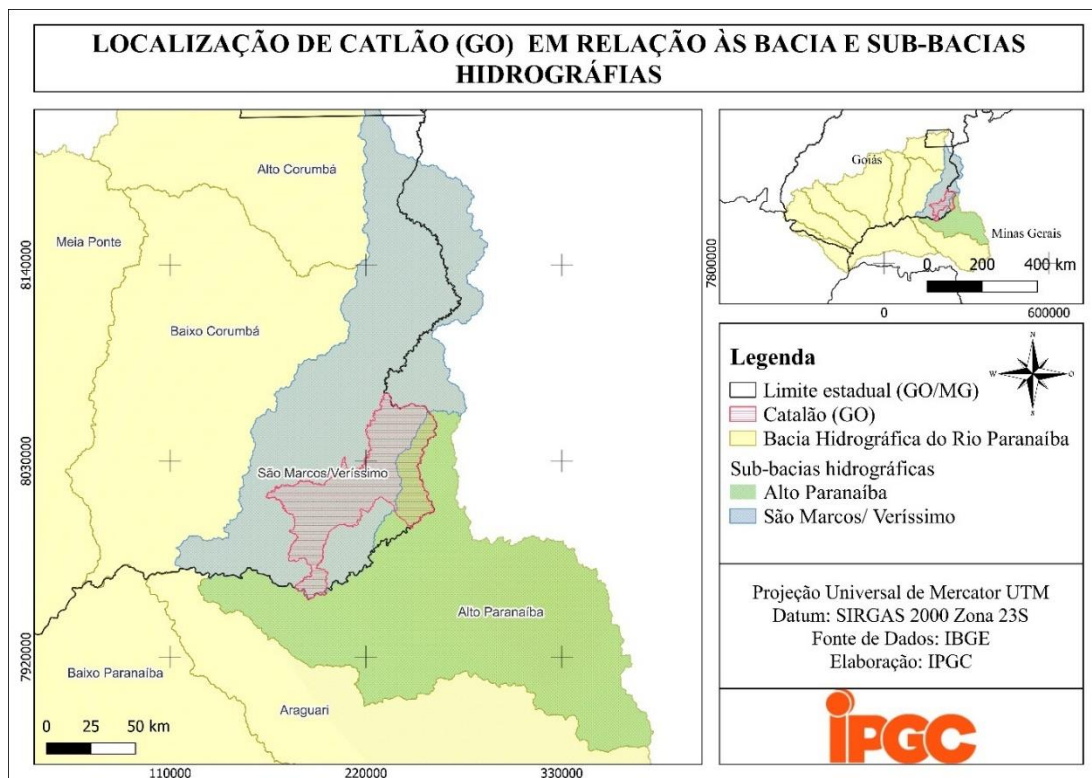 LOCALIZAÇÃO DE CATLÃO (GO) EM RELAÇÃO ÀS BACIA E SUB-BACIAS
HIDROGRÁFIAS
Alto Corumbá
Meia Ponte
Baixo Corumbá
São Marcos/Veríssimo
Alto Paranaíba
Baixo Paranaíba
Araguari
8140000
8030000
7920000
0 25 50 km
110000 220000 330000
Goiás
Minas Gerais
0 200 400 km
7800000
0 600000
Legenda
Limite estadual (GO/MG)
Catalão (GO)
Bacia Hidrográfica do Rio Paranaíba
Sub-bacias hidrográficas
Alto Paranaíba
São Marcos/ Veríssimo
N
W O
S
Projeção Universal de Mercator UTM
Datum: SIRGAS 2000 Zona 23S
Fonte de Dados: IBGE
Elaboração: IPGC
iPGC